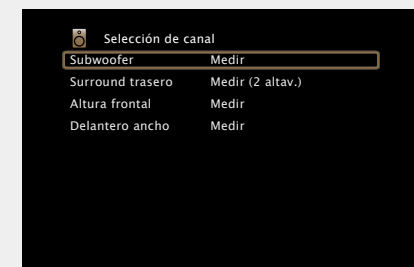 Selección de canal
Subwoofer Medir
Surround trasero Medir (2 altav.)
Altura frontal Medir
Delantero ancho Medir